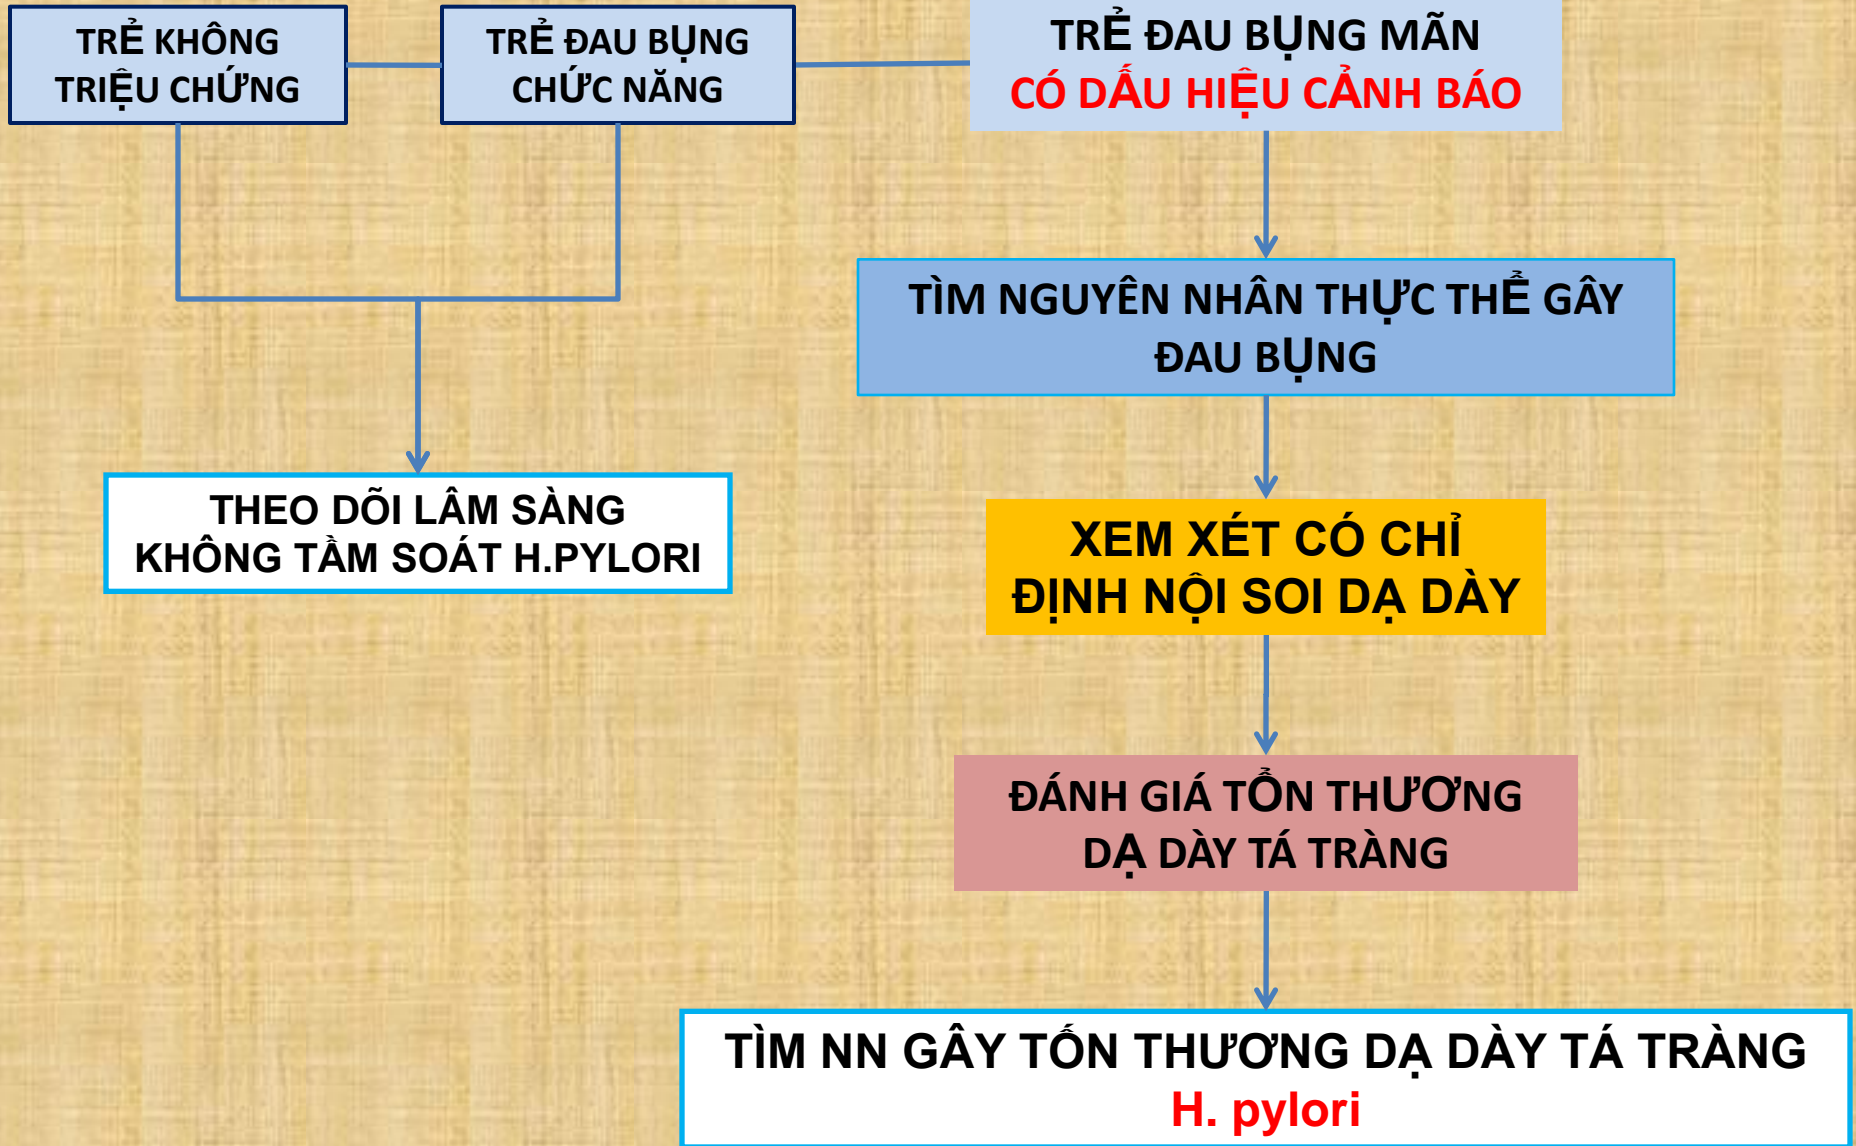 TRẺ KHÔNG
TRIỆU CHỨNG
TRẺ ĐAU BỤNG
CHỨC NĂNG
TRẺ ĐAU BỤNG MÃN
CÓ DẤU HIỆU CẢNH BÁO
TÌM NGUYÊN NHÂN THỰC THỂ GÂY
ĐAU BỤNG
THEO DÕI LÂM SÀNG
KHÔNG TẦM SOÁT H.PYLORI
XEM XÉT CÓ CHỈ
ĐỊNH NỘI SOI DẠ DÀY
ĐÁNH GIÁ TỔN THƯƠNG
DẠ DÀY TÁ TRÀNG
TÌM NN GÂY TỔN THƯƠNG DẠ DÀY TÁ TRÀNG
H. pylori